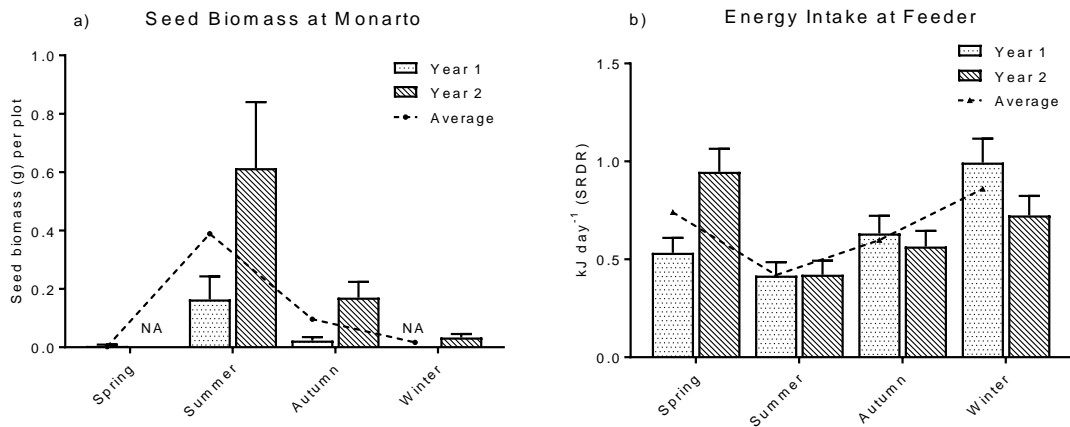 a) Seed Biomass at Monarto
Seed biomass (g) per plot
1.0
0.8
0.6
0.4
0.2
0.0
Year 1
Year 2
Average
NA
NA
Spring
Summer
Autumn
Winter
b) Energy Intake at Feeder
kJ day⁻¹ (SRDR)
1.5
1.0
0.5
0.0
Year 1
Year 2
Average
Spring
Summer
Autumn
Winter